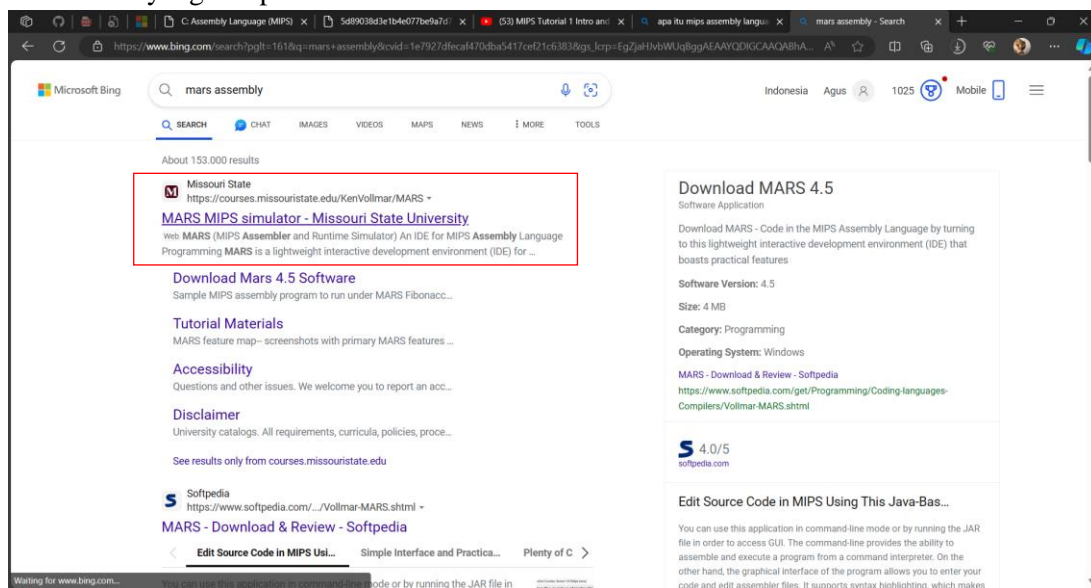 C: Assembly Language (MIPS)
5d89038d3e1b4e077be9a7d7
(53) MIPS Tutorial 1 Intro and
apa itu mips assembly langua
mars assembly - Search
https://www.bing.com/search?pglt=161&q=mars+assembly&cvid=1e7927dfecaf470dba5417cef21c6383&gs_lcrp=EgZjaHJvbWUqBggAEAAYQDIGCAAQABhA...
Microsoft Bing
mars assembly
Indonesia
Agus
1025
Mobile
SEARCH
CHAT
IMAGES
VIDEOS
MAPS
NEWS
MORE
TOOLS
About 153.000 results
Missouri State
https://courses.missouristate.edu/KenVollmar/MARS
MARS MIPS simulator - Missouri State University
Web MARS (MIPS Assembler and Runtime Simulator) An IDE for MIPS Assembly Language
Programming MARS is a lightweight interactive development environment (IDE) for ...
Download Mars 4.5 Software
Sample MIPS assembly program to run under MARS Fibonacc...
Tutorial Materials
MARS feature map-- screenshots with primary MARS features ...
Accessibility
Questions and other issues. We welcome you to report an acc...
Disclaimer
University catalogs. All requirements, curricula, policies, proce...
See results only from courses.missouristate.edu
Softpedia
https://www.softpedia.com/.../Vollmar-MARS.shtml
MARS - Download & Review - Softpedia
Edit Source Code in MIPS Usi...
Simple Interface and Practica...
Plenty of C
You can use this application in command-line mode or by running the JAR file in
Waiting for www.bing.com...
Download MARS 4.5
Software Application
Download MARS - Code in the MIPS Assembly Language by turning
to this lightweight interactive development environment (IDE) that
boasts practical features
Software Version: 4.5
Size: 4 MB
Category: Programming
Operating System: Windows
MARS - Download & Review - Softpedia
https://www.softpedia.com/get/Programming/Coding-languages-
Compilers/Vollmar-MARS.shtml
4.0/5
softpedia.com
Edit Source Code in MIPS Using This Java-Bas...
You can use this application in command-line mode or by running the JAR
file in order to access GUI. The command-line provides the ability to
assemble and execute a program from a command interpreter. On the
other hand, the graphical interface of the program allows you to enter your
code and edit assembler files. It supports syntax highlighting, which makes